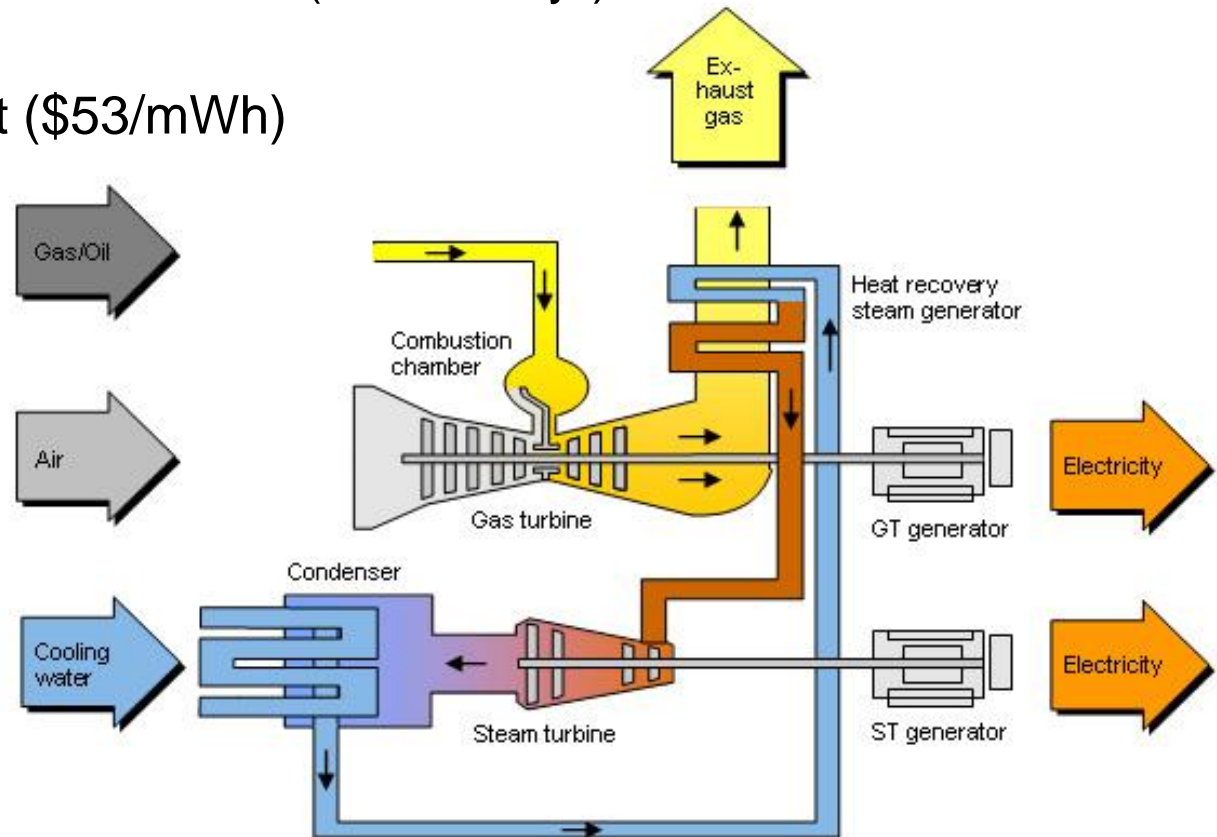 t ($53/mWh)
Ex-
haust
gas
Gas/Oil
Heat recovery
steam generator
Combustion
chamber
Air
Electricity
Gas turbine
GT generator
Condenser
Cooling
water
Electricity
Steam turbine
ST generator